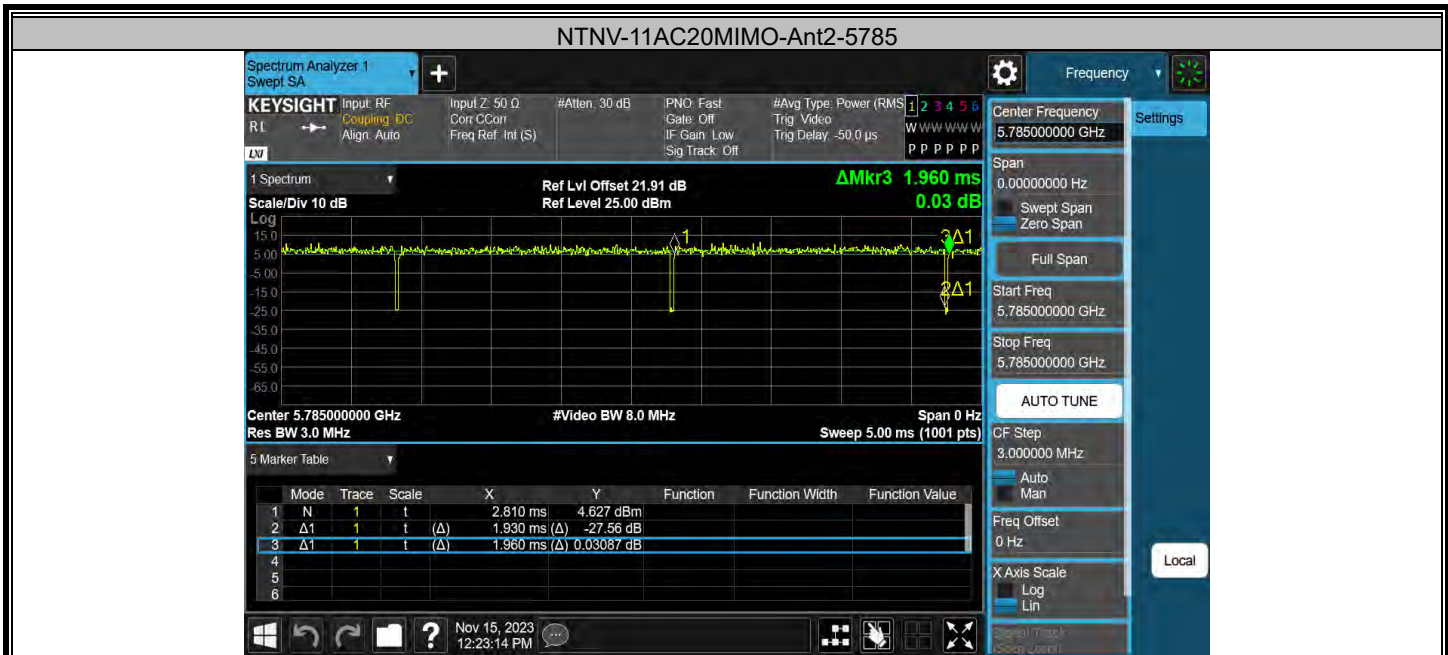 NTNV-11AC20MIMO-Ant2-5785
Spectrum Analyzer 1
Swept SA
+
Frequency
KEYSIGHT
RL
LXI
Input: RF
Coupling: DC
Align: Auto
Input Z: 50 Ω
Corr CCorr
Freq Ref: Int (S)
#Atten: 30 dB
PNO: Fast
Gate: Off
IF Gain: Low
Sig Track: Off
#Avg Type: Power (RMS
Trig: Video
Trig Delay: -50.0 µs
1 2 3 4 5 6
W W W W W W
P P P P P P
Center Frequency
5.785000000 GHz
Settings
Span
0.00000000 Hz
Swept Span
Zero Span
Full Span
Start Freq
5.785000000 GHz
Stop Freq
5.785000000 GHz
AUTO TUNE
CF Step
3.000000 MHz
Auto
Man
Freq Offset
0 Hz
X Axis Scale
Log
Lin
Signal Track
(Span Zoom)
Local
1 Spectrum
Scale/Div 10 dB
Ref Lvl Offset 21.91 dB
Ref Level 25.00 dBm
ΔMkr3 1.960 ms
0.03 dB
Log
15.0
5.00
-5.00
-15.0
-25.0
-35.0
-45.0
-55.0
-65.0
1
3Δ1
2Δ1
Center 5.785000000 GHz
#Video BW 8.0 MHz
Span 0 Hz
Res BW 3.0 MHz
Sweep 5.00 ms (1001 pts)
5 Marker Table
Mode Trace Scale X Y Function Function Width Function Value
1 N 1 t 2.810 ms 4.627 dBm
2 Δ1 1 t (Δ) 1.930 ms (Δ) -27.56 dB
3 Δ1 1 t (Δ) 1.960 ms (Δ) 0.03087 dB
4
5
6
?
Nov 15, 2023
12:23:14 PM